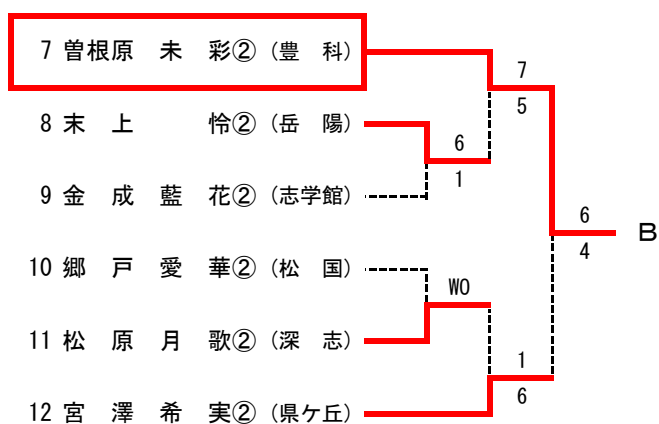 7 曽根原 未 彩② (豊 科)
7
5
8 末 上 怜② (岳 陽)
6
1
9 金 成 藍 花② (志学館)
6
4
B
10 郷 戸 愛 華② (松 国)
WO
11 松 原 月 歌② (深 志)
1
6
12 宮 澤 希 実② (県ケ丘)